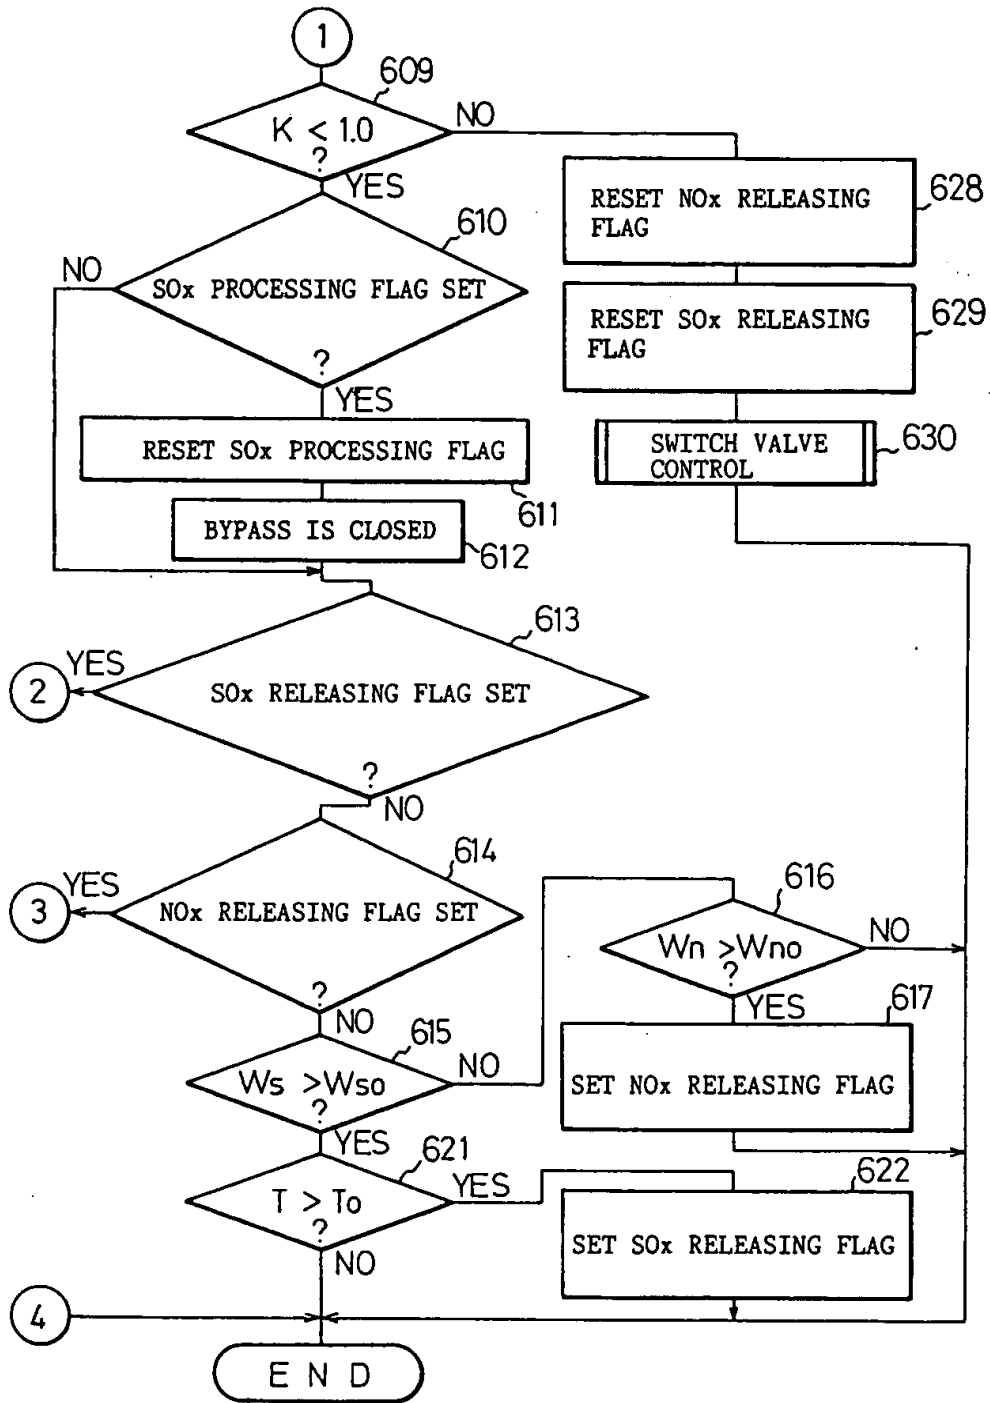 1
609
K < 1.0
?
NO
YES
RESET NOx RELEASING
FLAG
628
610
NO
SOx PROCESSING FLAG SET
?
YES
RESET SOx RELEASING
FLAG
629
RESET SOx PROCESSING FLAG
611
SWITCH VALVE
CONTROL
630
BYPASS IS CLOSED
612
613
YES
2
SOx RELEASING FLAG SET
?
NO
614
YES
3
NOx RELEASING FLAG SET
?
NO
616
Wn >Wno
?
NO
YES
615
Ws >Wso
?
NO
YES
617
SET NOx RELEASING FLAG
621
T > To
?
YES
NO
622
SET SOx RELEASING FLAG
4
END